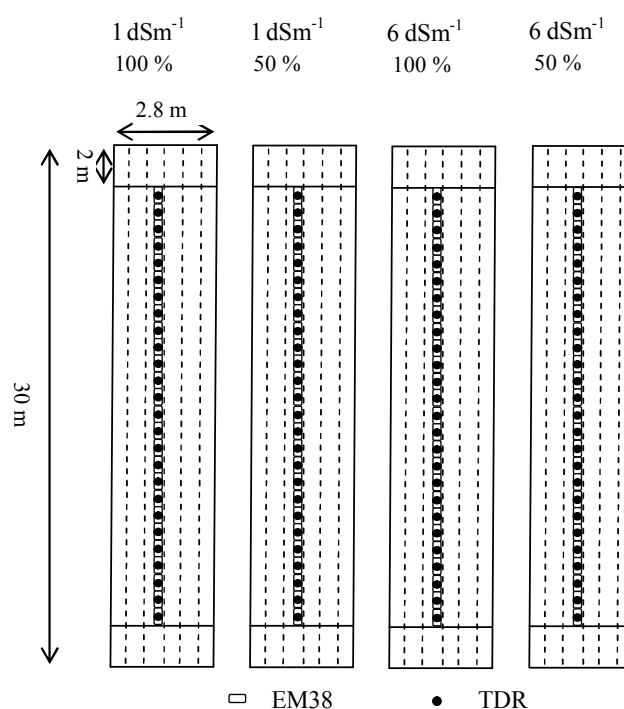 1 dSm⁻¹ 1 dSm⁻¹ 6 dSm⁻¹ 6 dSm⁻¹
100 % 50 % 100 % 50 %
2.8 m
2 m
30 m
EM38 TDR